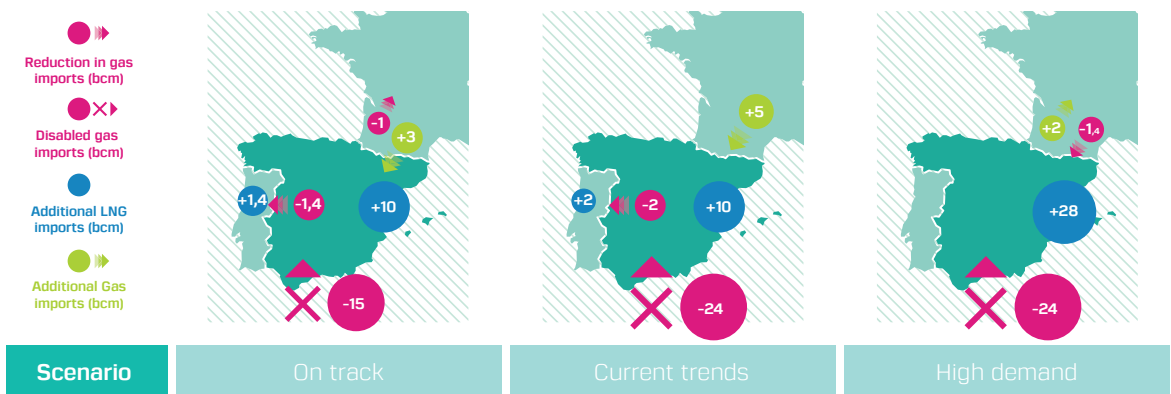 Reduction in gas
imports (bcm)
Disabled gas
imports (bcm)
Additional LNG
imports (bcm)
Additional Gas
imports (bcm)
-1
+3
+1,4
-1,4
+10
-15
+5
+2
-2
+10
-24
+2
-1,4
+28
-24
Scenario
On track
Current trends
High demand